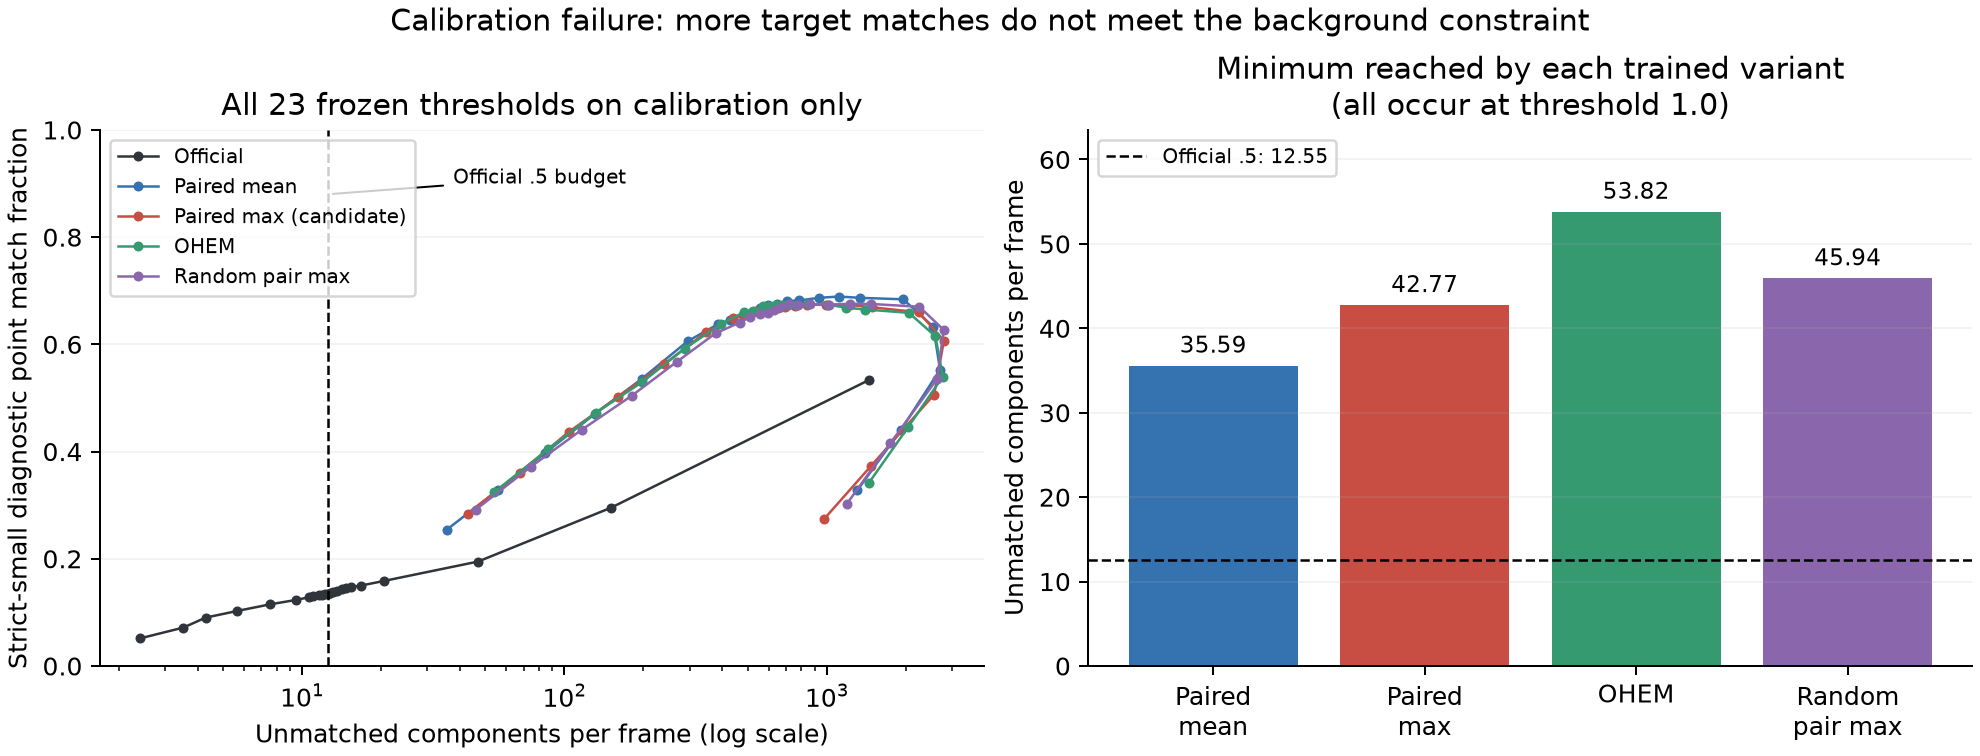 Calibration failure: more target matches do not meet the background constraint
All 23 frozen thresholds on calibration only
Strict-small diagnostic point match fraction
1.0
0.8
0.6
0.4
0.2
0.0
Official
Paired mean
Paired max (candidate)
OHEM
Random pair max
Official .5 budget
10¹
10²
10³
Unmatched components per frame (log scale)
Minimum reached by each trained variant
(all occur at threshold 1.0)
Unmatched components per frame
60
50
40
30
20
10
0
Official .5: 12.55
35.59
42.77
53.82
45.94
Paired
mean
Paired
max
OHEM
Random
pair max